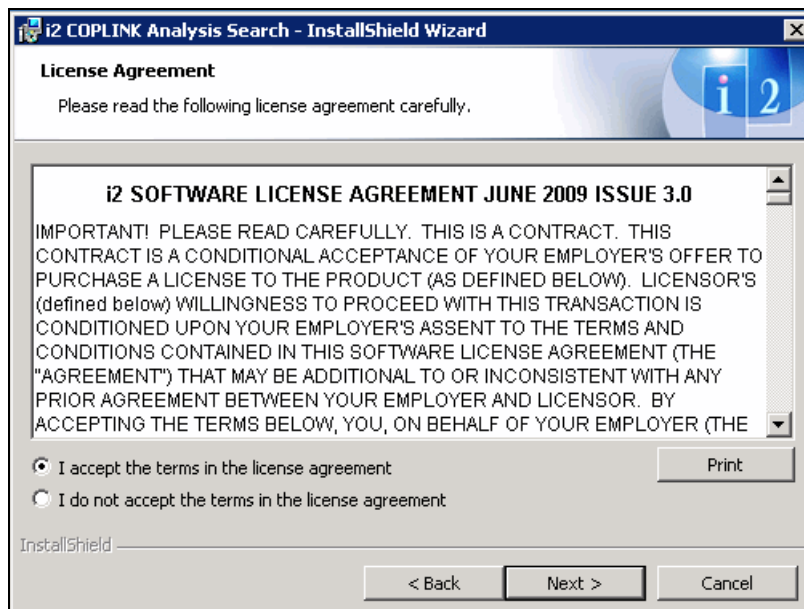 i2 COPLINK Analysis Search - InstallShield Wizard
License Agreement
Please read the following license agreement carefully.
i2
i2 SOFTWARE LICENSE AGREEMENT JUNE 2009 ISSUE 3.0
IMPORTANT!  PLEASE READ CAREFULLY.  THIS IS A CONTRACT.  THIS
CONTRACT IS A CONDITIONAL ACCEPTANCE OF YOUR EMPLOYER'S OFFER TO
PURCHASE A LICENSE TO THE PRODUCT (AS DEFINED BELOW).  LICENSOR'S
(defined below) WILLINGNESS TO PROCEED WITH THIS TRANSACTION IS
CONDITIONED UPON YOUR EMPLOYER'S ASSENT TO THE TERMS AND
CONDITIONS CONTAINED IN THIS SOFTWARE LICENSE AGREEMENT (THE
"AGREEMENT") THAT MAY BE ADDITIONAL TO OR INCONSISTENT WITH ANY
PRIOR AGREEMENT BETWEEN YOUR EMPLOYER AND LICENSOR.  BY
ACCEPTING THE TERMS BELOW, YOU, ON BEHALF OF YOUR EMPLOYER (THE
I accept the terms in the license agreement
Print
I do not accept the terms in the license agreement
InstallShield
< Back
Next >
Cancel